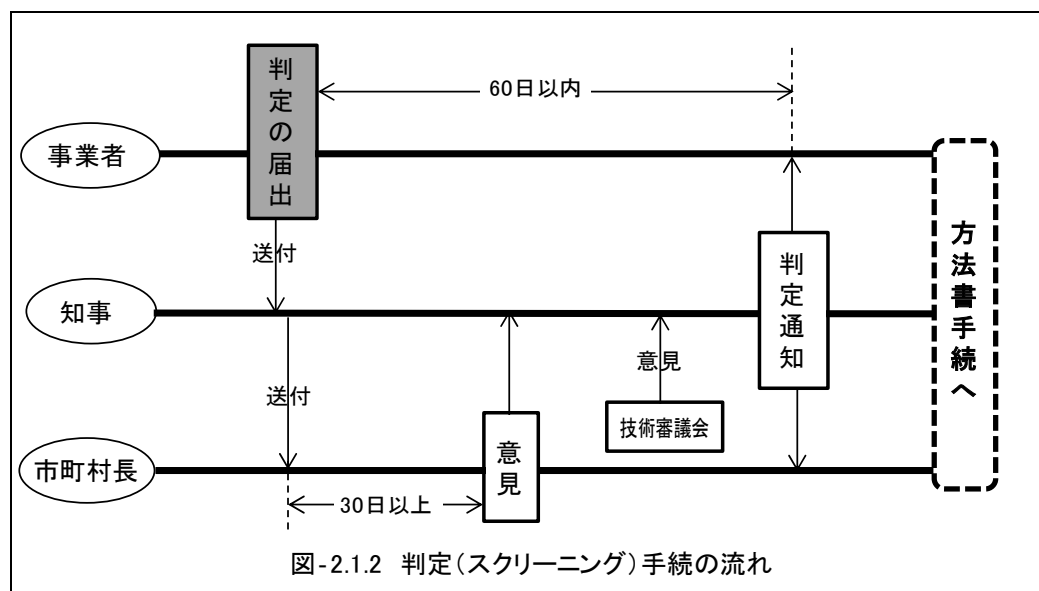 判定の届出
60日以内
事業者
送付
知事
判定通知
方法書手続へ
意見
送付
技術審議会
意見
市町村長
30日以上
図-2.1.2 判定(スクリーニング)手続の流れ